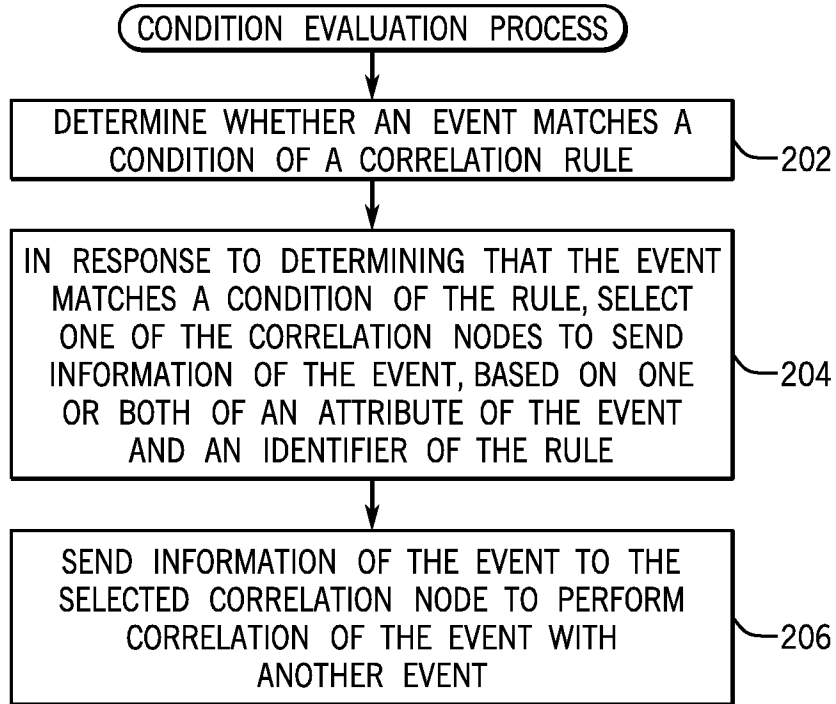 CONDITION EVALUATION PROCESS
DETERMINE WHETHER AN EVENT MATCHES A
CONDITION OF A CORRELATION RULE
202
IN RESPONSE TO DETERMINING THAT THE EVENT
MATCHES A CONDITION OF THE RULE, SELECT
ONE OF THE CORRELATION NODES TO SEND
INFORMATION OF THE EVENT, BASED ON ONE
OR BOTH OF AN ATTRIBUTE OF THE EVENT
AND AN IDENTIFIER OF THE RULE
204
SEND INFORMATION OF THE EVENT TO THE
SELECTED CORRELATION NODE TO PERFORM
CORRELATION OF THE EVENT WITH
ANOTHER EVENT
206